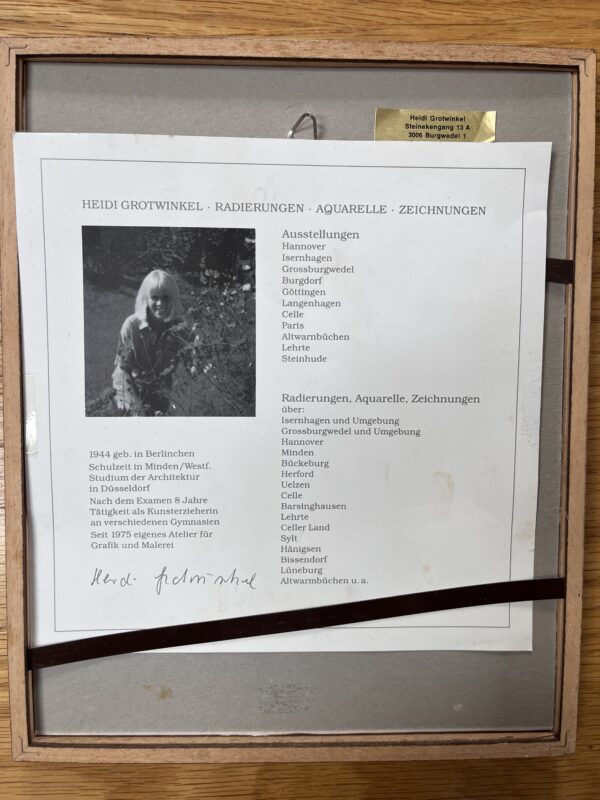 Heidi Grotwinkel
Steinekengang 13 A
3006 Burgwedel 1
HEIDI GROTWINKEL · RADIERUNGEN · AQUARELLE · ZEICHNUNGEN
Ausstellungen
Hannover
Isernhagen
Grossburgwedel
Burgdorf
Göttingen
Langenhagen
Celle
Paris
Altwarnbüchen
Lehrte
Steinhude
Radierungen, Aquarelle, Zeichnungen
über:
Isernhagen und Umgebung
Grossburgwedel und Umgebung
Hannover
Minden
Bückeburg
Herford
Uelzen
Celle
Barsinghausen
Lehrte
Celler Land
Sylt
Hänigsen
Bissendorf
Lüneburg
Altwarmbüchen u. a.
1944 geb. in Berlinchen
Schulzeit in Minden/Westf.
Studium der Architektur
in Düsseldorf
Nach dem Examen 8 Jahre
Tätigkeit als Kunsterzieherin
an verschiedenen Gymnasien
Seit 1975 eigenes Atelier für
Grafik und Malerei
Heidi Grotwinkel